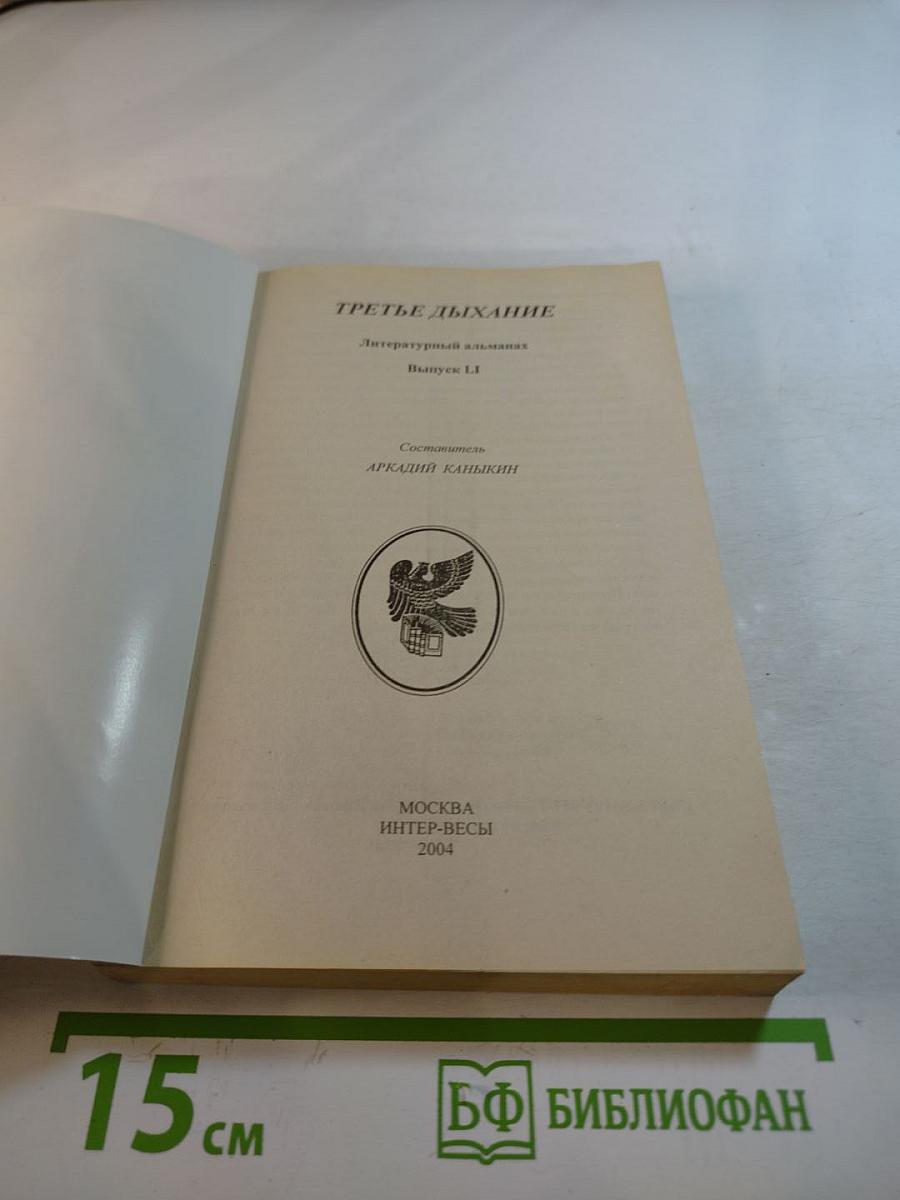 ТРЕТЬЕ ДЫХАНИЕ
Литературный альманах
Выпуск LI
Составитель
АРКАДИЙ КАНЫКИН
МОСКВА
ИНТЕР-ВЕСЫ
2004
15 см
БФ БИБЛИОФАН